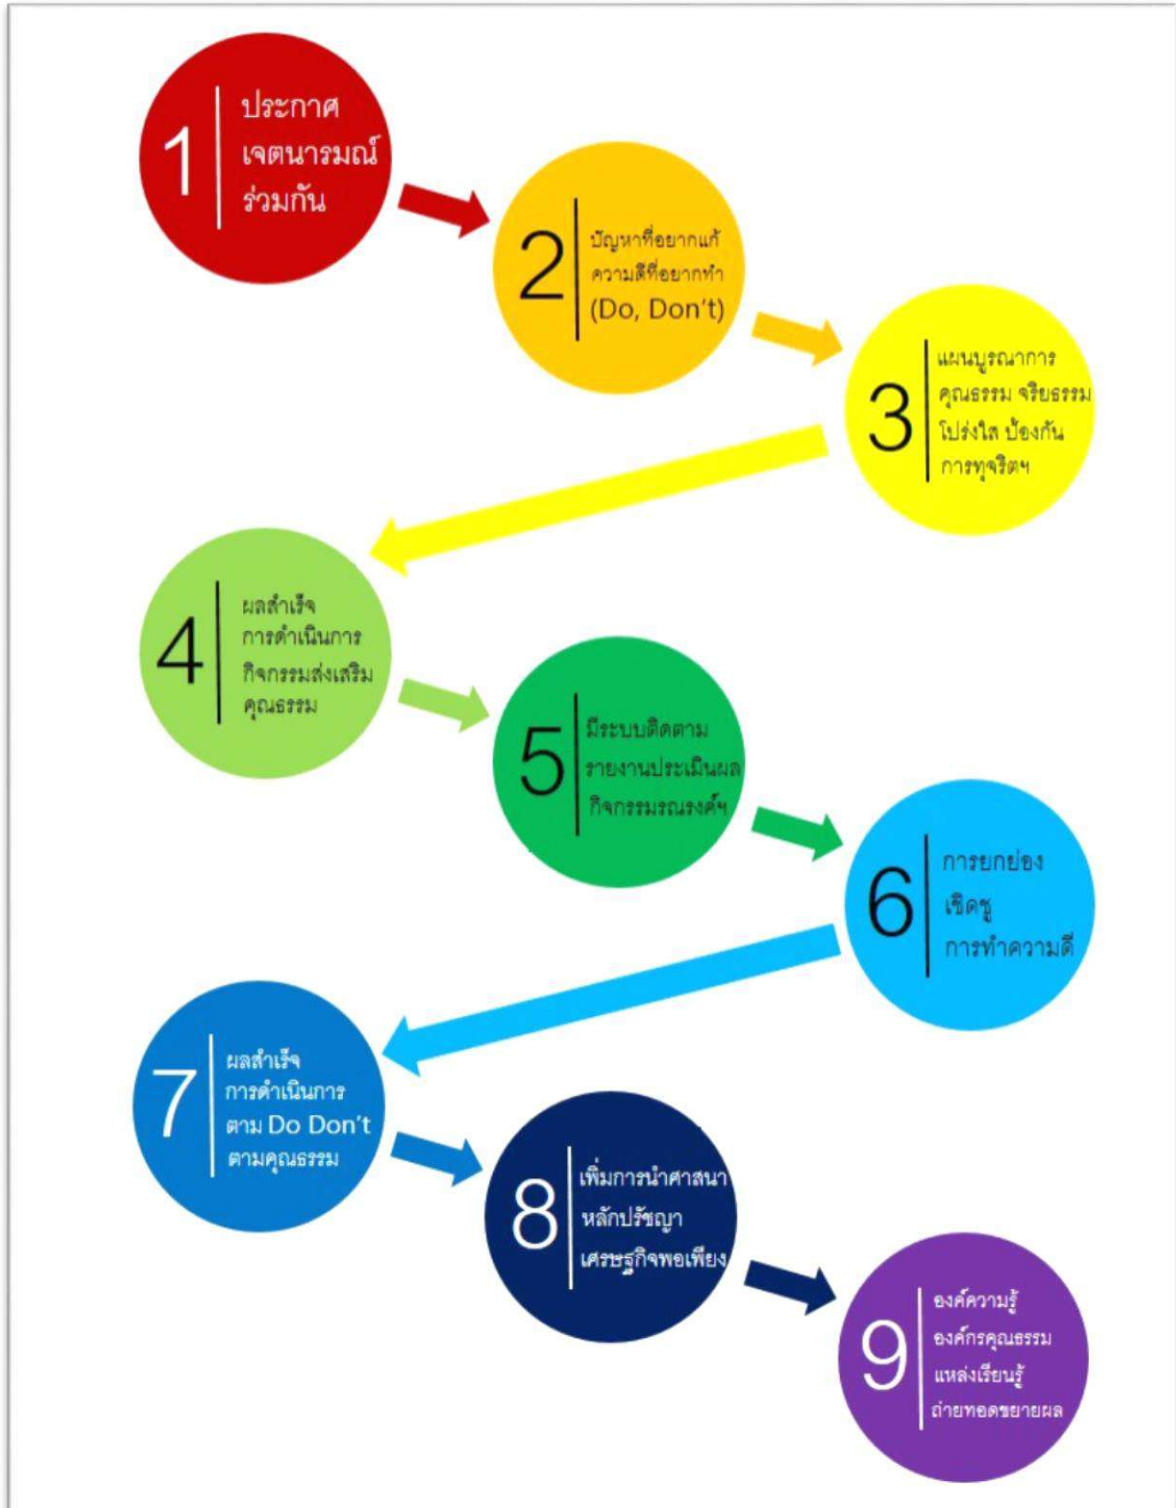 1
ประกาศ
เจตนารมณ์
ร่วมกัน
2
ปัญหาที่อยากแก้
ความดีที่อยากทำ
(Do, Don't)
3
แผนบูรณาการ
คุณธรรม จริยธรรม
โปร่งใส ป้องกัน
การทุจริตฯ
4
ผลสำเร็จ
การดำเนินการ
กิจกรรมส่งเสริม
คุณธรรม
5
มีระบบติดตาม
รายงานประเมินผล
กิจกรรมรณรงค์ฯ
6
การยกย่อง
เชิดชู
การทำความดี
7
ผลสำเร็จ
การดำเนินการ
ตาม Do Don't
ตามคุณธรรม
8
เพิ่มการนำศาสนา
หลักปรัชญา
เศรษฐกิจพอเพียง
9
องค์ความรู้
องค์กรคุณธรรม
แหล่งเรียนรู้
ถ่ายทอดขยายผล